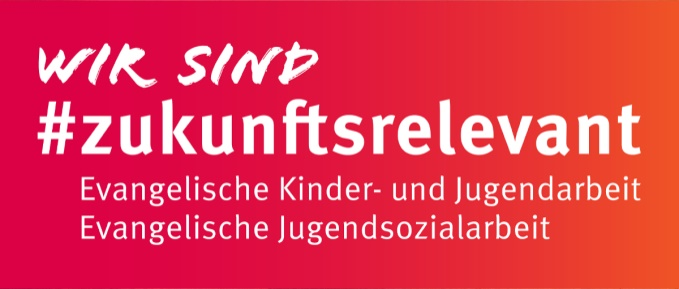 WIR SIND
#zukunftsrelevant
Evangelische Kinder- und Jugendarbeit
Evangelische Jugendsozialarbeit